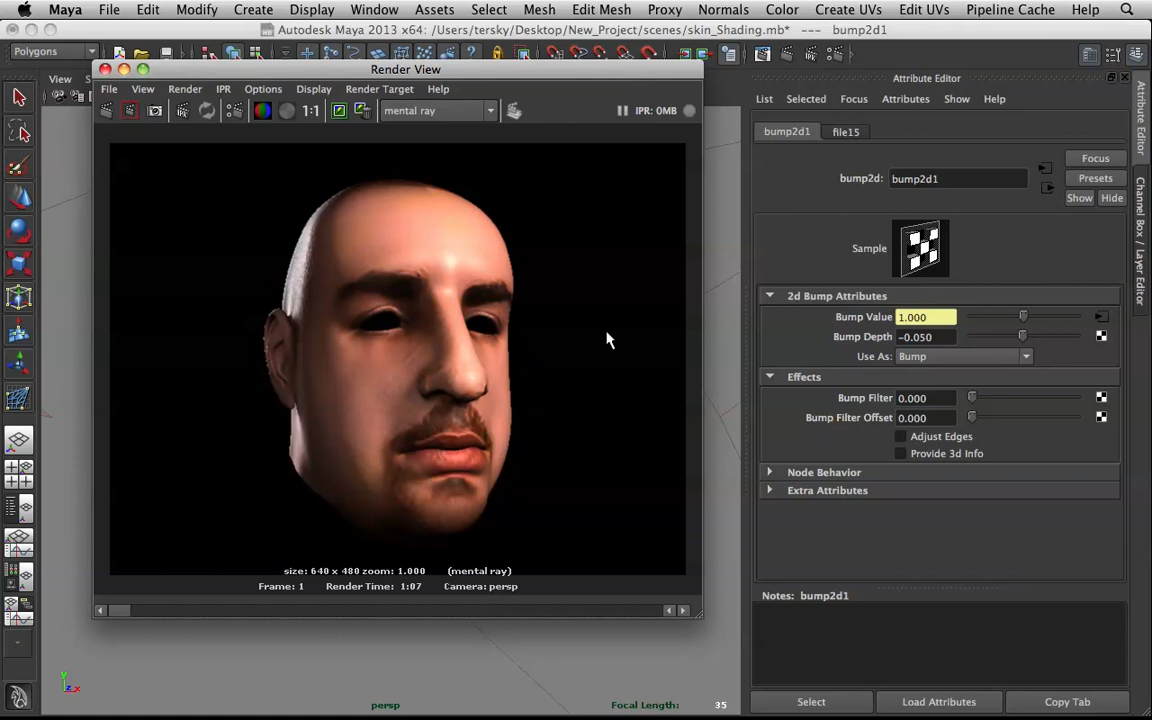 Maya File Edit Modify Create Display Window Assets Select Mesh Edit Mesh Proxy Normals Color Create UVs Edit UVs Pipeline Cache Help
Autodesk Maya 2013 x64: /Users/tersky/Desktop/New_Project/scenes/skin_Shading.mb* --- bump2d1
Polygons
View
Render View
File View Render IPR Options Display Render Target Help
1:1 mental ray IPR: 0MB
size: 640 x 480 zoom: 1.000 (mental ray)
Frame: 1 Render Time: 1:07 Camera: persp
persp
Focal Length: 35
y
z x
Attribute Editor
List Selected Focus Attributes Show Help
bump2d1 file15
Focus
bump2d: bump2d1
Presets
Show Hide
Sample
2d Bump Attributes
Bump Value 1.000
Bump Depth -0.050
Use As: Bump
Effects
Bump Filter 0.000
Bump Filter Offset 0.000
Adjust Edges
Provide 3d Info
Node Behavior
Extra Attributes
Notes: bump2d1
Select Load Attributes Copy Tab
Attribute Editor
Channel Box / Layer Editor